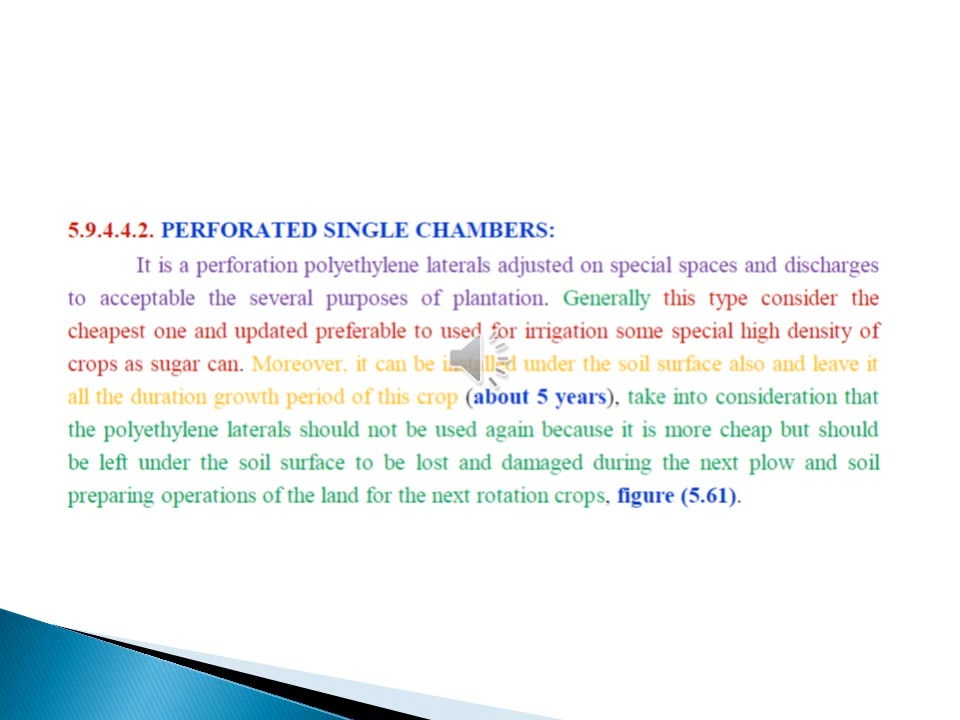 5.9.4.4.2. PERFORATED SINGLE CHAMBERS:
It is a perforation polyethylene laterals adjusted on special spaces and discharges
to acceptable the several purposes of plantation. Generally this type consider the
cheapest one and updated preferable to used for irrigation some special high density of
crops as sugar can. Moreover, it can be installed under the soil surface also and leave it
all the duration growth period of this crop (about 5 years), take into consideration that
the polyethylene laterals should not be used again because it is more cheap but should
be left under the soil surface to be lost and damaged during the next plow and soil
preparing operations of the land for the next rotation crops, figure (5.61).